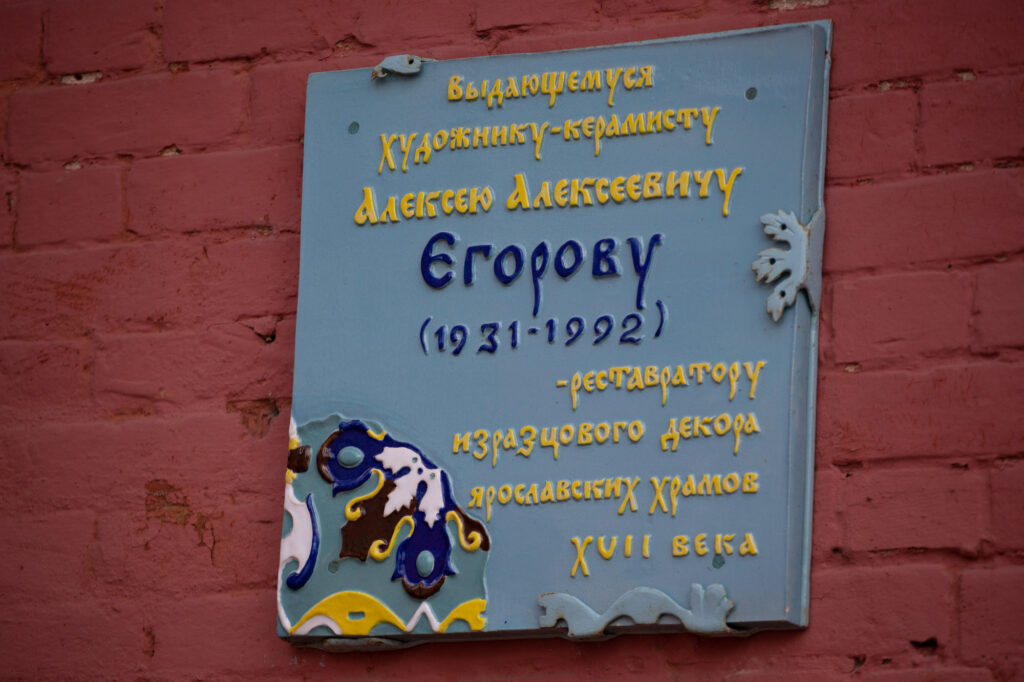 Выдающемуся
художнику-керамисту
Алексею Алексеевичу
Егорову
(1931-1992)
-реставратору
изразцового декора
ярославских храмов
XVII века